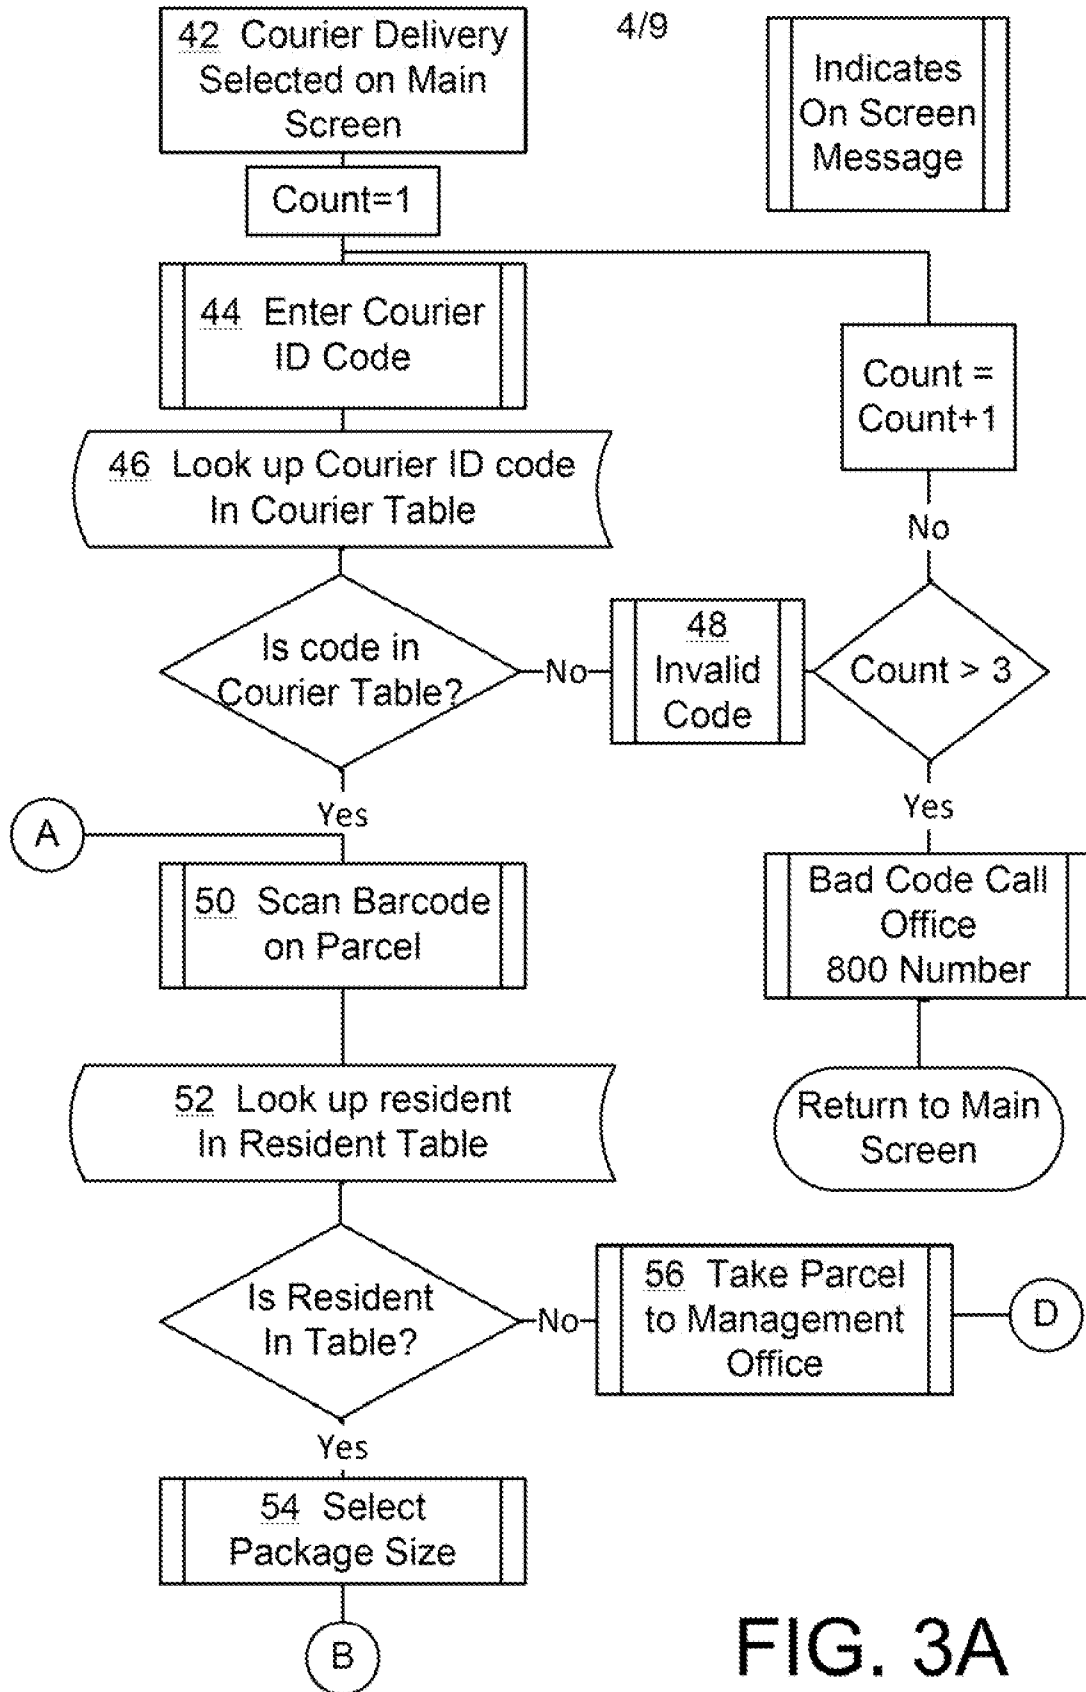 4/9
42 Courier Delivery
Selected on Main
Screen
Indicates
On Screen
Message
Count=1
44 Enter Courier
ID Code
Count =
Count+1
46 Look up Courier ID code
In Courier Table
No
Is code in
Courier Table?
No
48
Invalid
Code
Count > 3
Yes
Yes
A
50 Scan Barcode
on Parcel
Bad Code Call
Office
800 Number
52 Look up resident
In Resident Table
Return to Main
Screen
Is Resident
In Table?
No
56 Take Parcel
to Management
Office
D
Yes
54 Select
Package Size
B
FIG. 3A